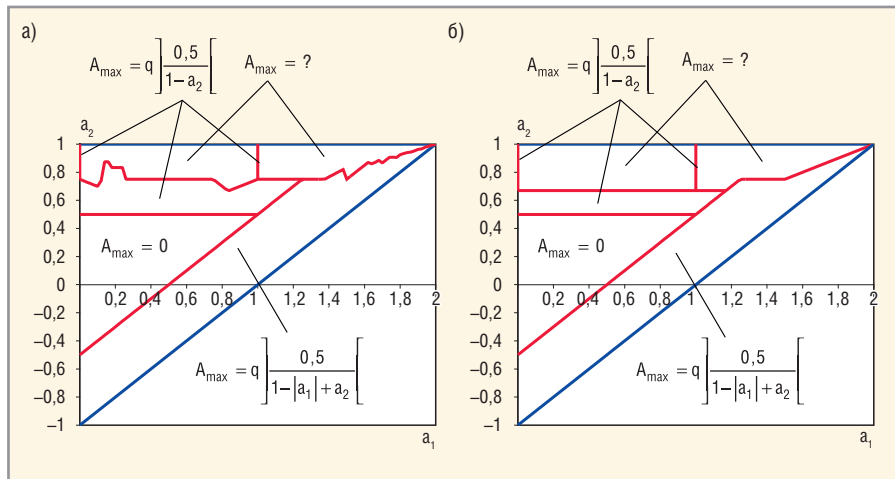 а)
A_max = q ] 0,5 / (1–a_2) [
A_max = ?
a_2
1
0,8
0,6
0,4
0,2
0
–0,2
–0,4
–0,6
–0,8
–1
A_max = 0
0,2 0,4 0,6 0,8 1 1,2 1,4 1,6 1,8 2
A_max = q ] 0,5 / (1–|a_1|+a_2) [
a_1
б)
A_max = q ] 0,5 / (1–a_2) [
A_max = ?
a_2
1
0,8
0,6
0,4
0,2
0
–0,2
–0,4
–0,6
–0,8
–1
A_max = 0
0,2 0,4 0,6 0,8 1 1,2 1,4 1,6 1,8 2
A_max = q ] 0,5 / (1–|a_1|+a_2) [
a_1